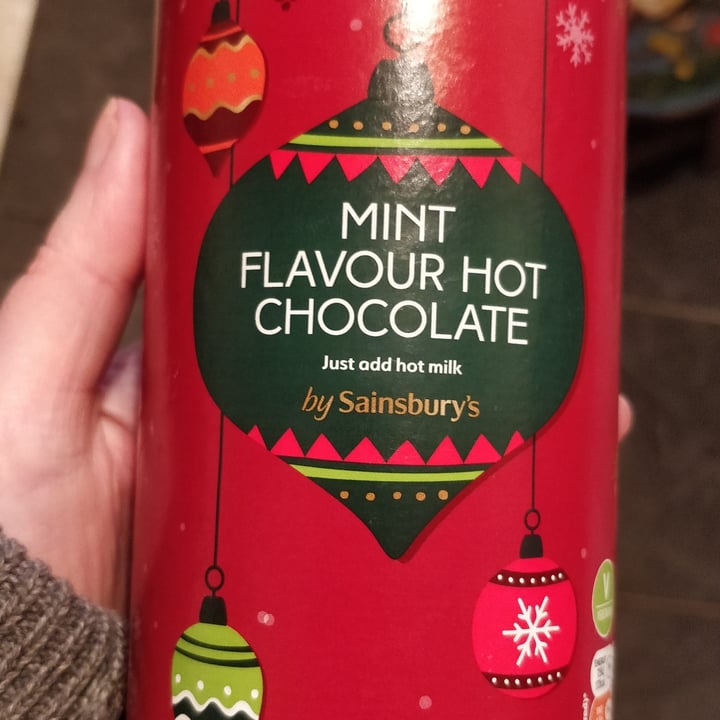 MINT
FLAVOUR HOT
CHOCOLATE
Just add hot milk
by Sainsbury's
V